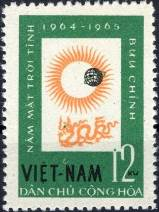 1964-1965
NĂM MẶT TRỜI TĨNH
BƯU CHÍNH
VIỆT-NAM
12 xu
DÂN CHỦ CỘNG HÒA